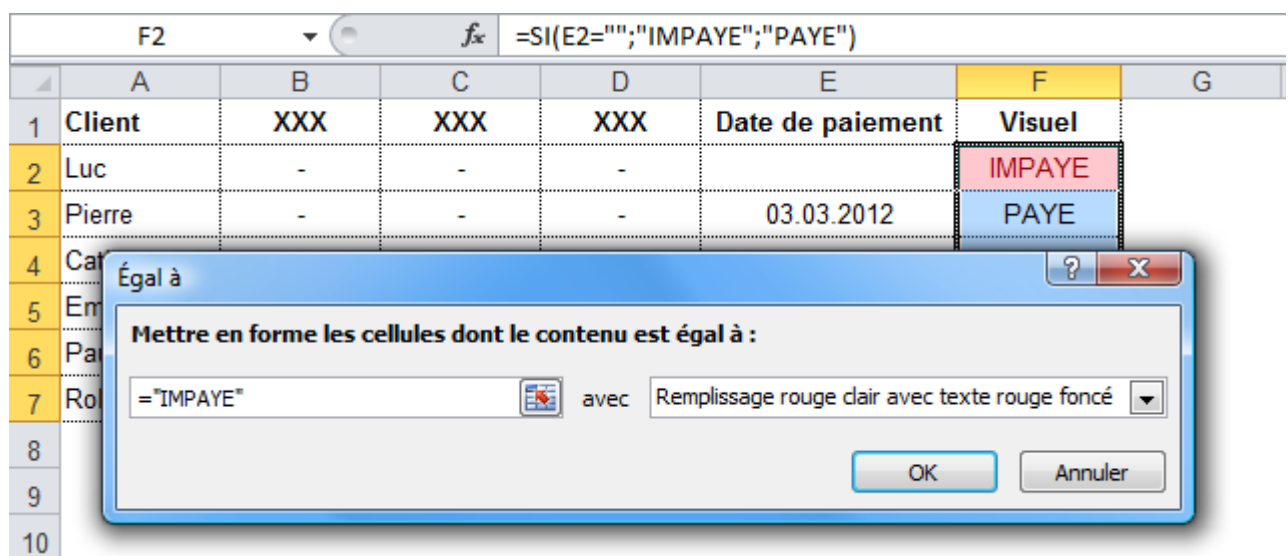 F2 fx =SI(E2="";"IMPAYE";"PAYE")
A B C D E F G
1 Client XXX XXX XXX Date de paiement Visuel
2 Luc - - - IMPAYE
3 Pierre - - - 03.03.2012 PAYE
4
Égal à ?
5
Mettre en forme les cellules dont le contenu est égal à :
6
7 ="IMPAYE" avec Remplissage rouge clair avec texte rouge foncé
8
OK Annuler
9
10